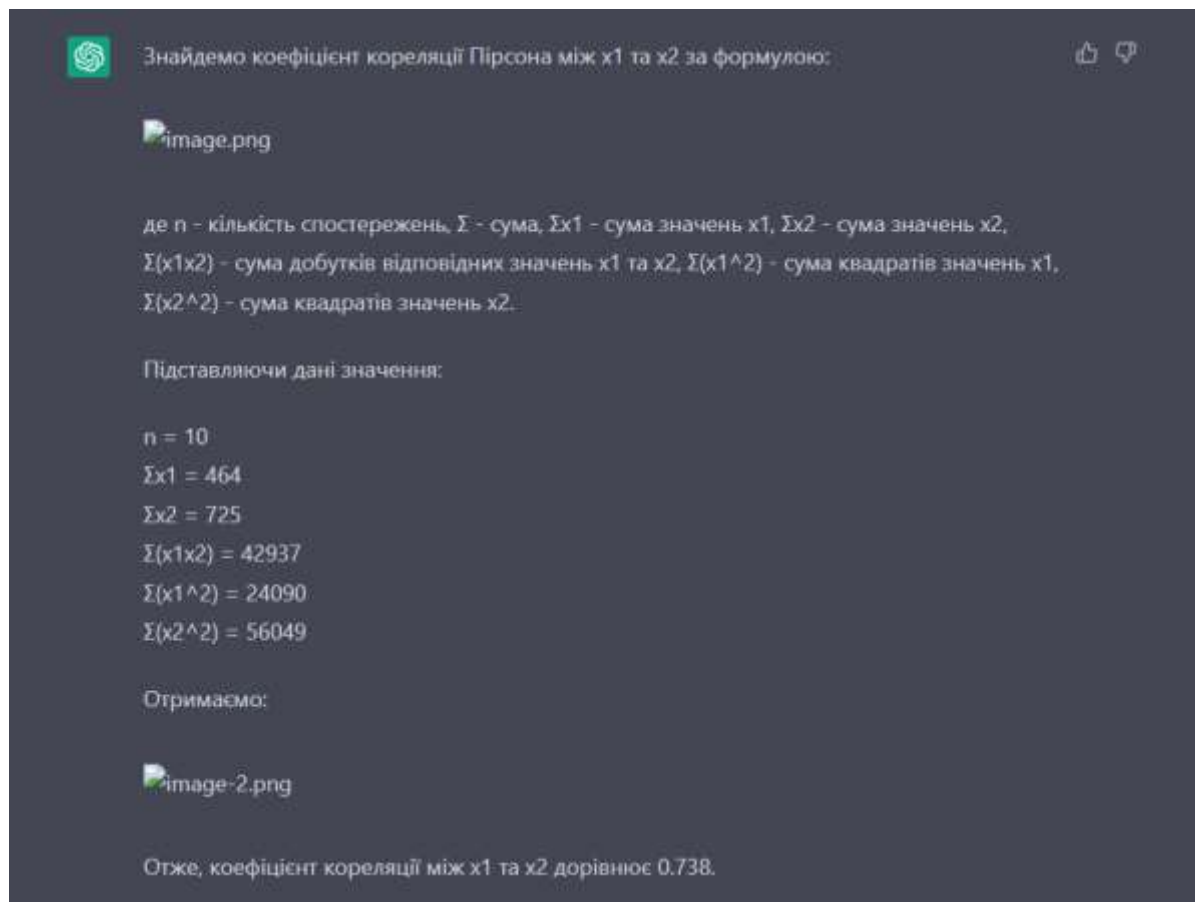 Знайдемо коефіцієнт кореляції Пірсона між x1 та x2 за формулою:
image.png
де n - кількість спостережень, Σ - сума, Σx1 - сума значень x1, Σx2 - сума значень x2,
Σ(x1x2) - сума добутків відповідних значень x1 та x2, Σ(x1^2) - сума квадратів значень x1,
Σ(x2^2) - сума квадратів значень x2.
Підставляючи дані значення:
n = 10
Σx1 = 464
Σx2 = 725
Σ(x1x2) = 42937
Σ(x1^2) = 24090
Σ(x2^2) = 56049
Отримаємо:
image-2.png
Отже, коефіцієнт кореляції між x1 та x2 дорівнює 0.738.